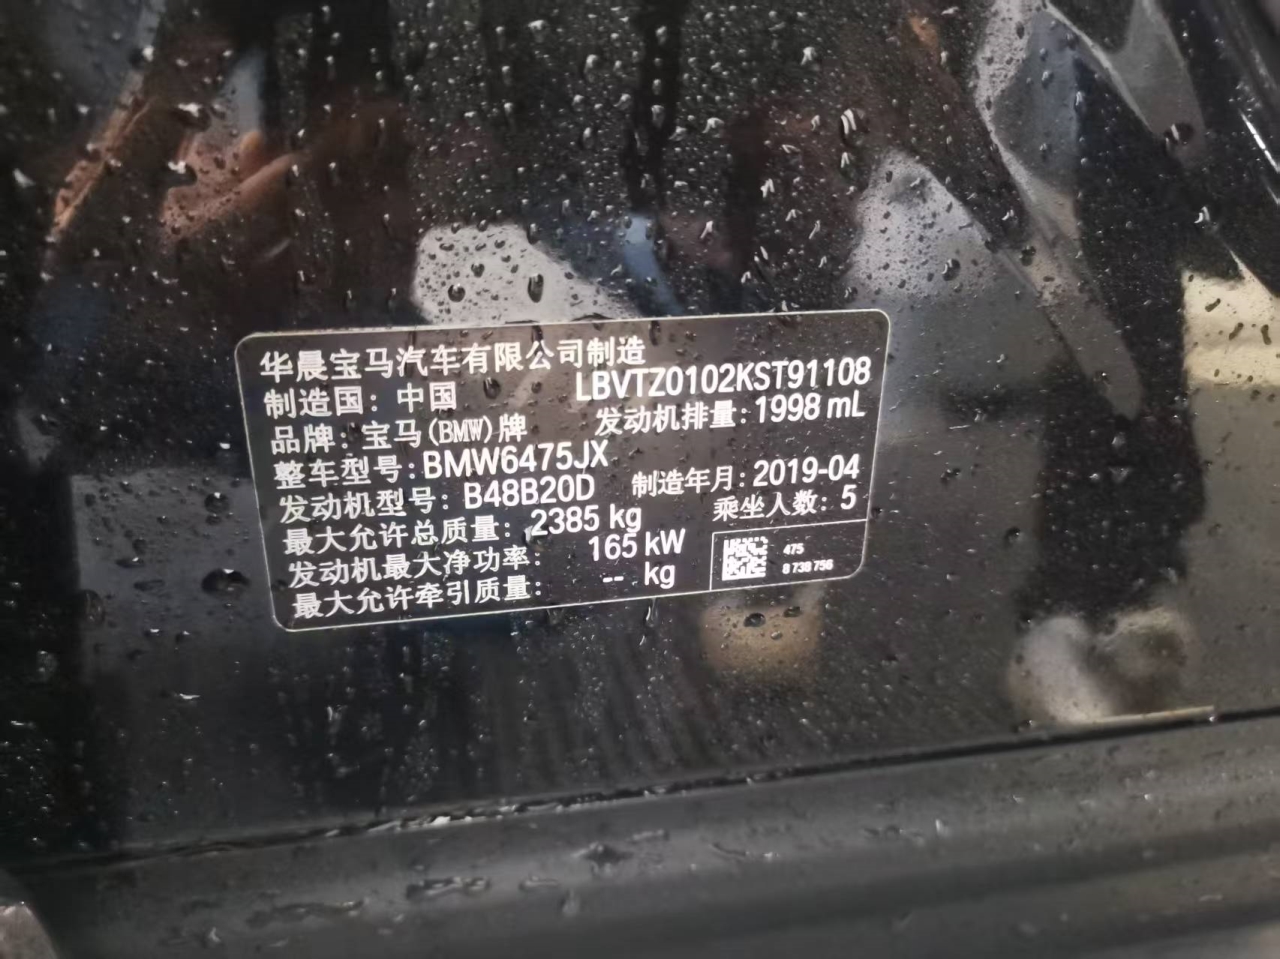 华晨宝马汽车有限公司制造
制造国：中国 LBVTZ0102KST91108
品牌：宝马(BMW)牌 发动机排量：1998 mL
整车型号：BMW6475JX
发动机型号：B48B20D 制造年月：2019-04
最大允许总质量：2385 kg 乘坐人数：5
发动机最大净功率：165 kW
最大允许牵引质量：-- kg
475
8 738 756